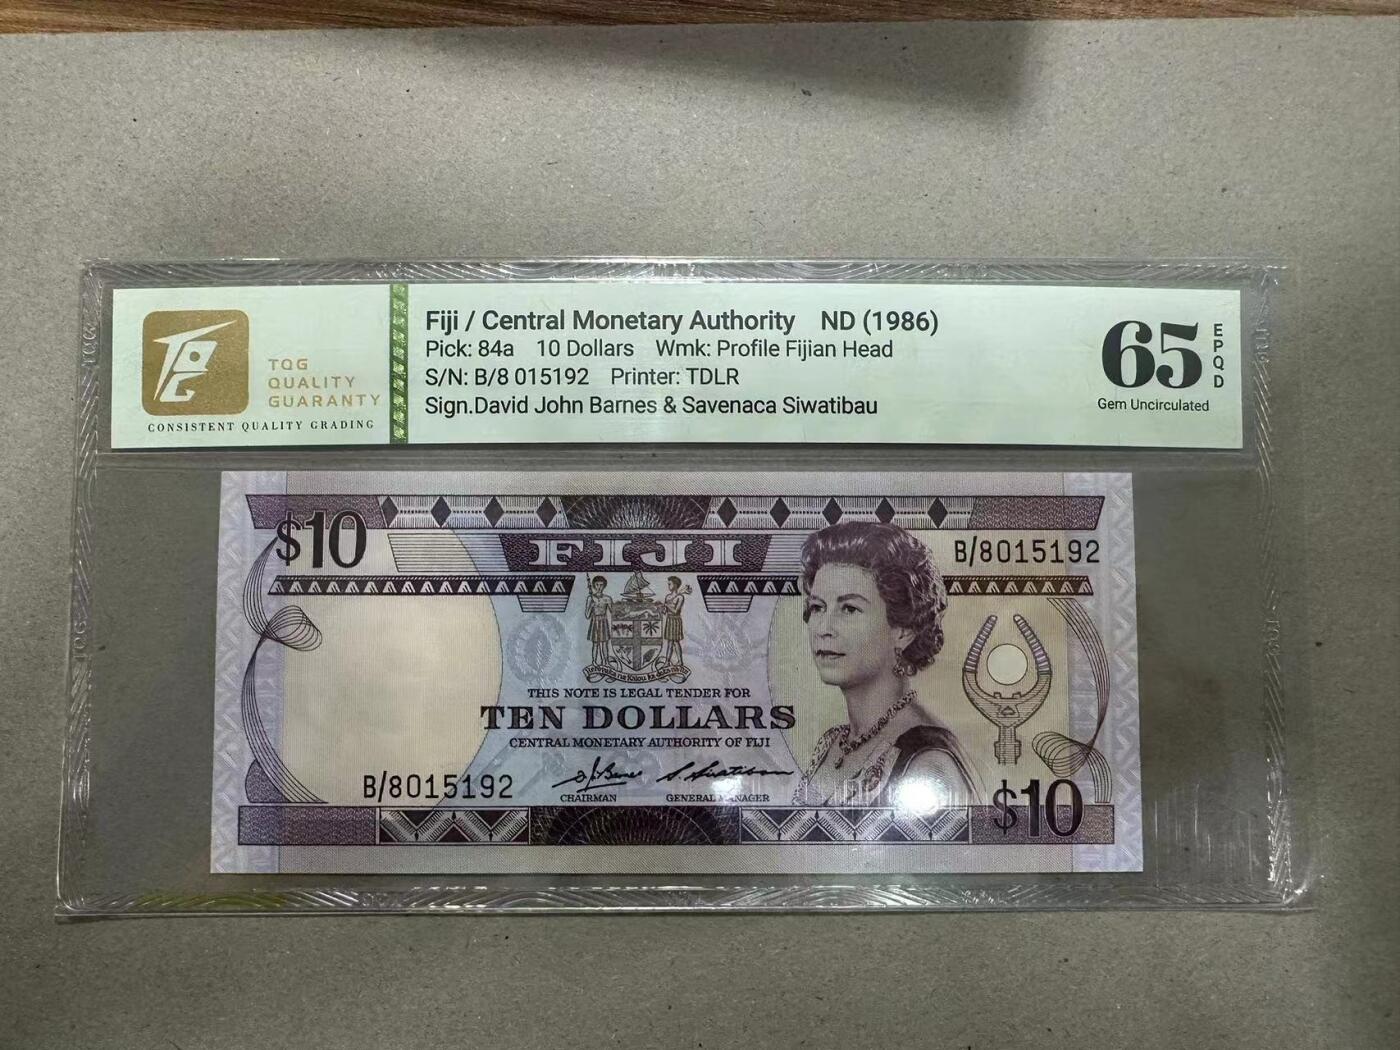 TQG
QUALITY
GUARANTY
CONSISTENT QUALITY GRADING
Fiji / Central Monetary Authority ND (1986)
Pick: 84a 10 Dollars Wmk: Profile Fijian Head
S/N: B/8 015192 Printer: TDLR
Sign.David John Barnes & Savenaca Siwatibau
65
EPQD
Gem Uncirculated
$10
FIJI
B/8015192
THIS NOTE IS LEGAL TENDER FOR
TEN DOLLARS
CENTRAL MONETARY AUTHORITY OF FIJI
B/8015192
CHAIRMAN
GENERAL MANAGER
$10